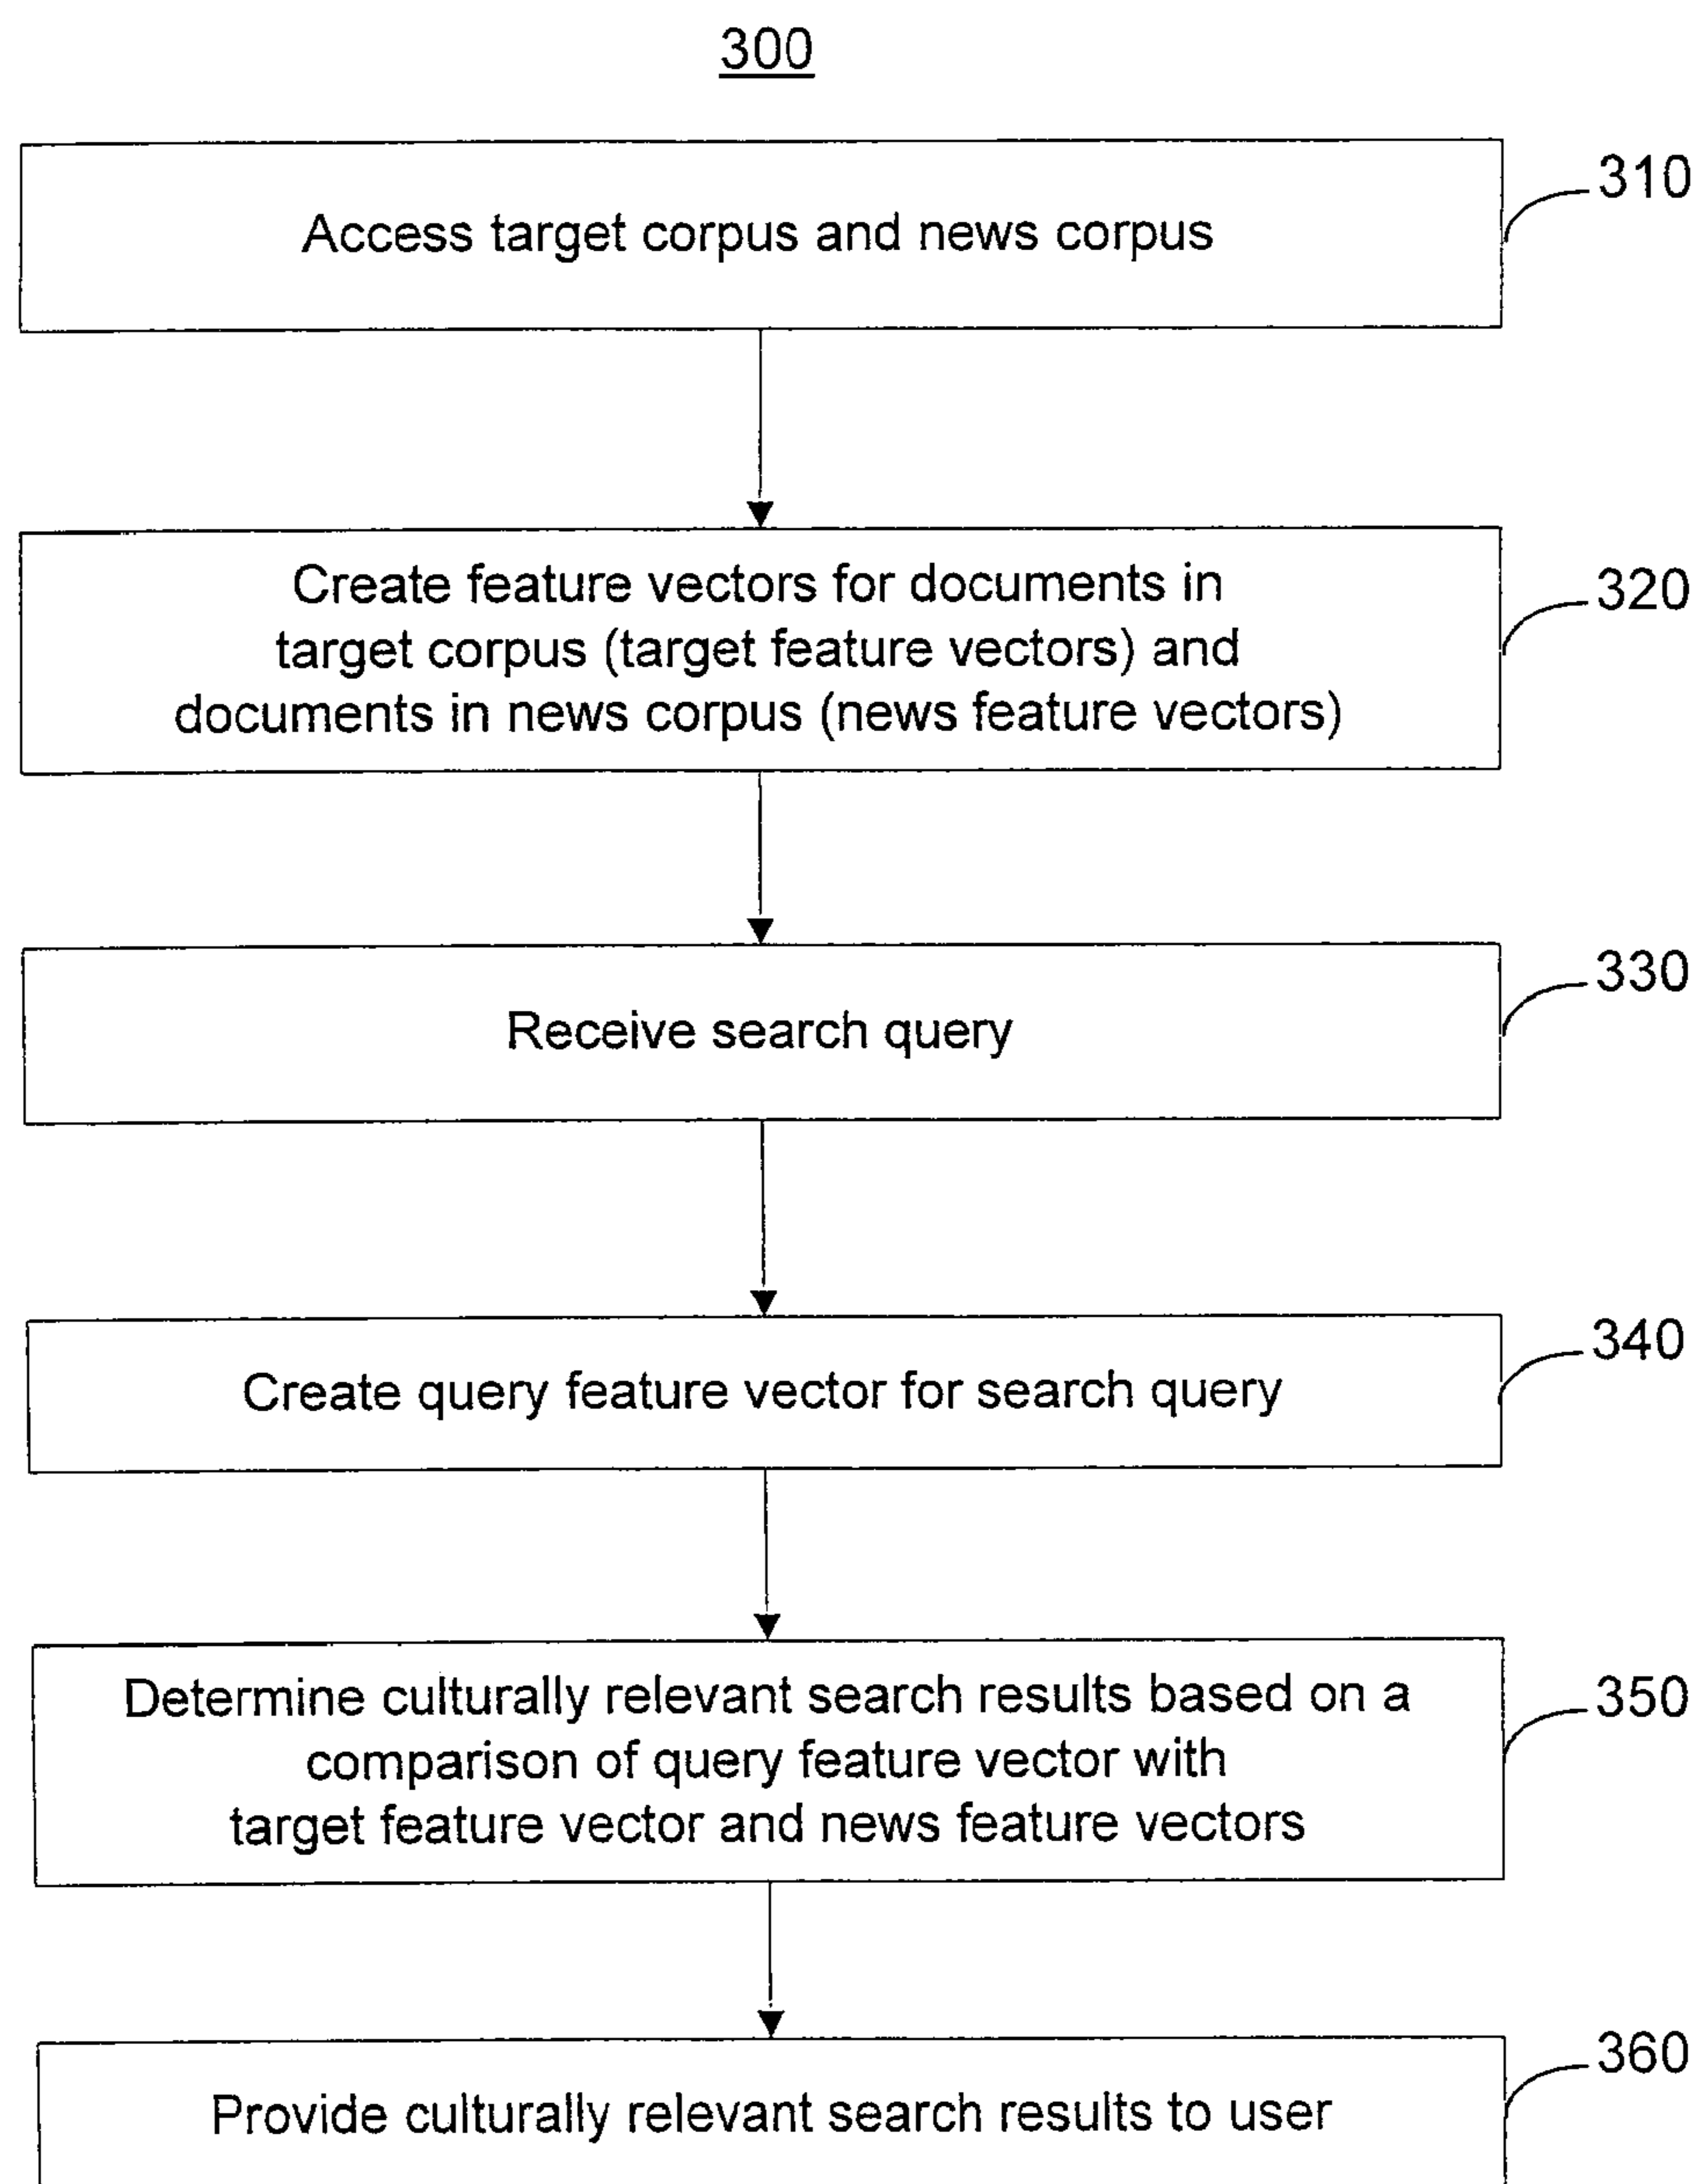 300
Access target corpus and news corpus
310
Create feature vectors for documents in
target corpus (target feature vectors) and
documents in news corpus (news feature vectors)
320
Receive search query
330
Create query feature vector for search query
340
Determine culturally relevant search results based on a
comparison of query feature vector with
target feature vector and news feature vectors
350
Provide culturally relevant search results to user
360